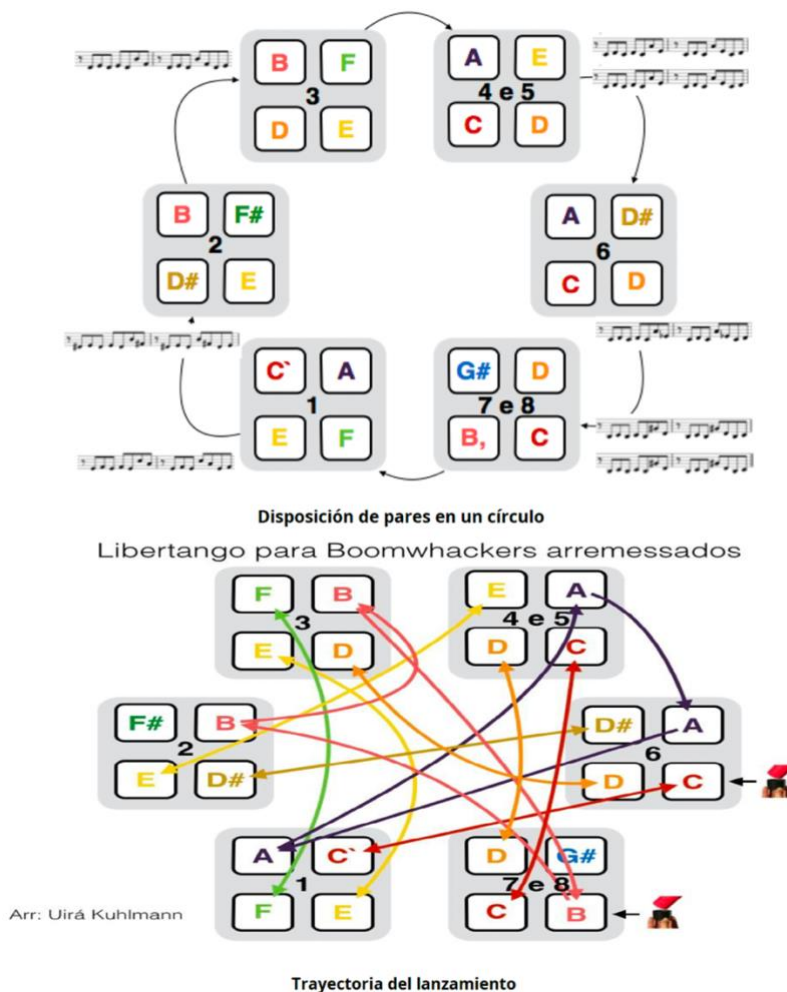 B F A E
3 4 e 5
D E C D
B F# A D#
2 6
D# E C D
C` A G# D
1 7 e 8
E F B, C
Disposición de pares en un círculo
Libertango para Boomwhackers arremessados
F B E A
3 4 e 5
E D D C
F# B D# A
2 6
E D# D C
A C` D G#
1 7 e 8
F E C B
Arr: Uirá Kuhlmann
Trayectoria del lanzamiento